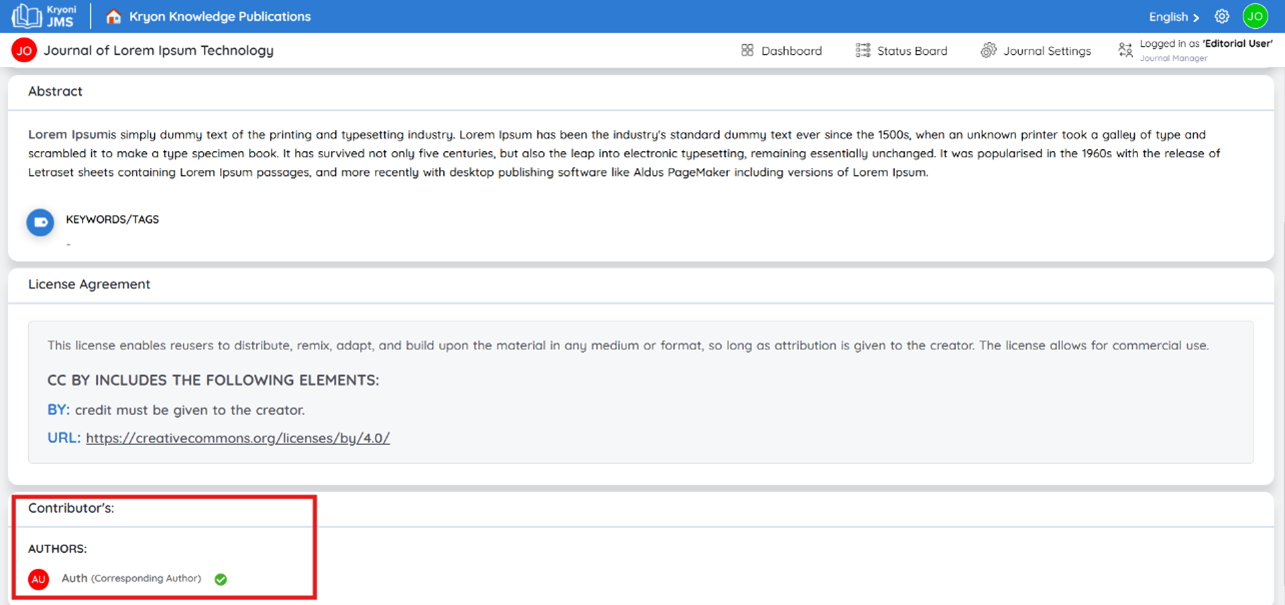 Kryoni
JMS
Kryon Knowledge Publications
English
JO
JO
Journal of Lorem Ipsum Technology
Dashboard
Status Board
Journal Settings
Logged in as 'Editorial User'
Journal Manager
Abstract
Lorem Ipsumis simply dummy text of the printing and typesetting industry. Lorem Ipsum has been the industry's standard dummy text ever since the 1500s, when an unknown printer took a galley of type and
scrambled it to make a type specimen book. It has survived not only five centuries, but also the leap into electronic typesetting, remaining essentially unchanged. It was popularised in the 1960s with the release of
Letraset sheets containing Lorem Ipsum passages, and more recently with desktop publishing software like Aldus PageMaker including versions of Lorem Ipsum.
KEYWORDS/TAGS
-
License Agreement
This license enables reusers to distribute, remix, adapt, and build upon the material in any medium or format, so long as attribution is given to the creator. The license allows for commercial use.
CC BY INCLUDES THE FOLLOWING ELEMENTS:
BY: credit must be given to the creator.
URL: https://creativecommons.org/licenses/by/4.0/
Contributor's:
AUTHORS:
AU Auth (Corresponding Author)